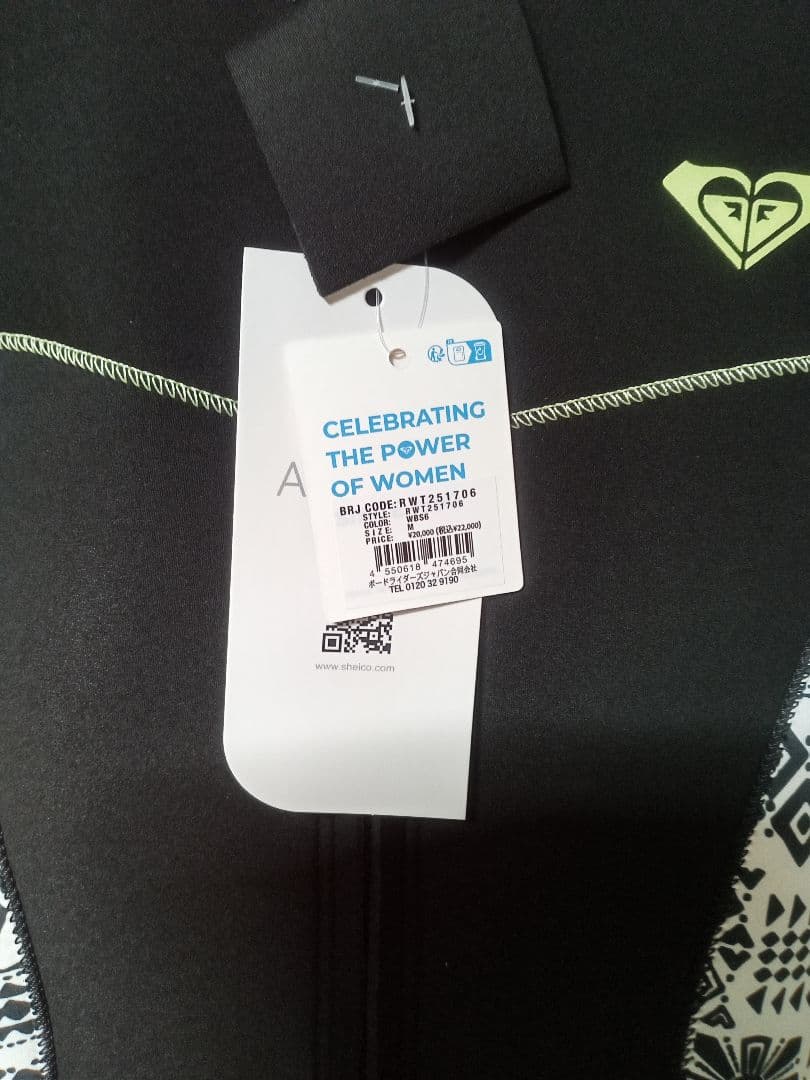 CELEBRATING
THE POWER
OF WOMEN
BRJ CODE: RWT251706
STYLE: RWT251706
COLOR: WBS6
SIZE: M
PRICE: ¥20,000 (税込¥22,000)
4 550618 474695
ボードライダーズジャパン合同会社
TEL 0120 32 9190
A
www.sheico.com